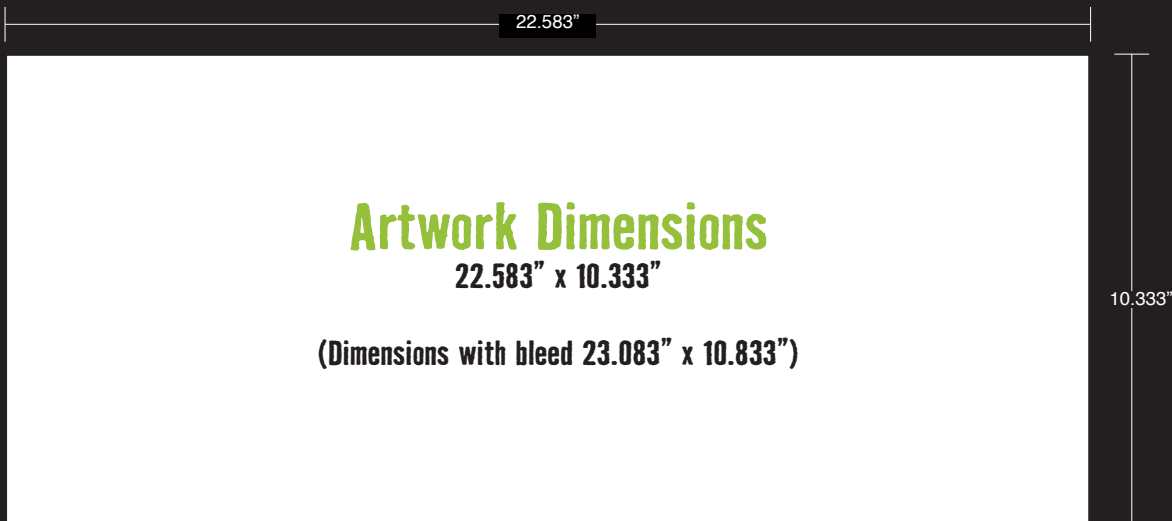 22.583”
Artwork Dimensions
22.583” x 10.333”
10.333”
(Dimensions with bleed 23.083” x 10.833”)